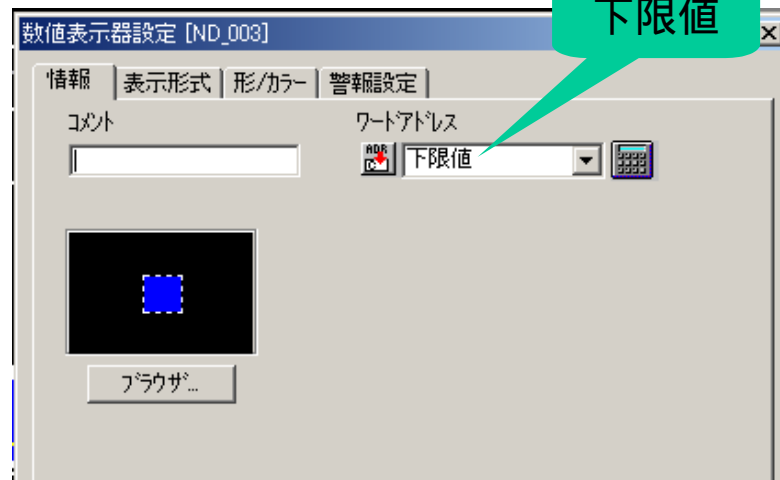 下限値
数値表示器設定 [ND_003]
情報
表示形式
形/カラー
警報設定
コメント
ワードアドレス
ADR
C
下限値
ブラウザ...